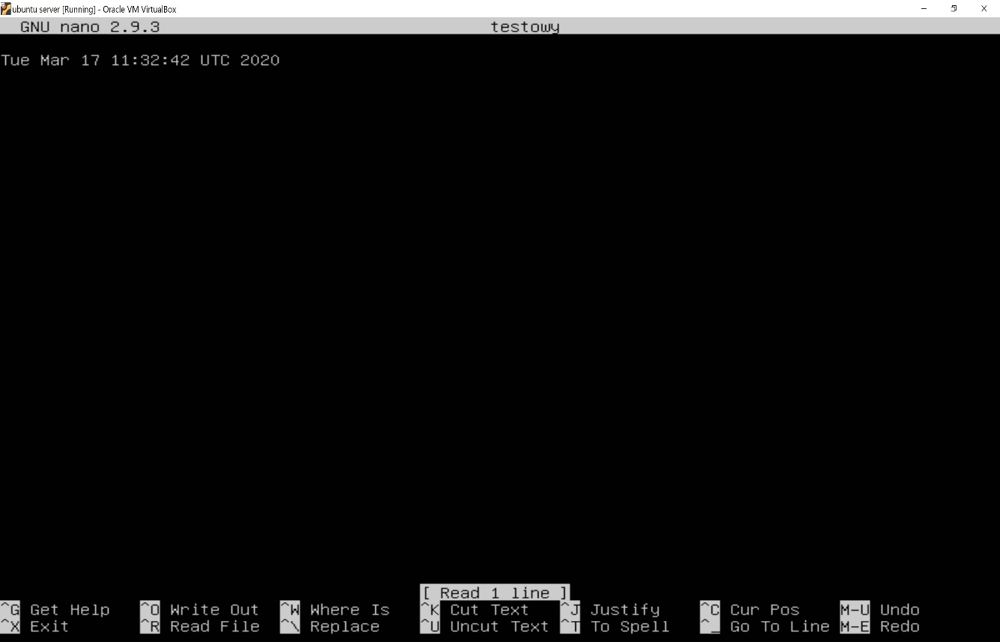 ubuntu server [Running] - Oracle VM VirtualBox
GNU nano 2.9.3 testowy
Tue Mar 17 11:32:42 UTC 2020
[ Read 1 line ]
^G Get Help ^O Write Out ^W Where Is ^K Cut Text ^J Justify ^C Cur Pos M-U Undo
^X Exit ^R Read File ^\ Replace ^U Uncut Text ^T To Spell ^_ Go To Line M-E Redo